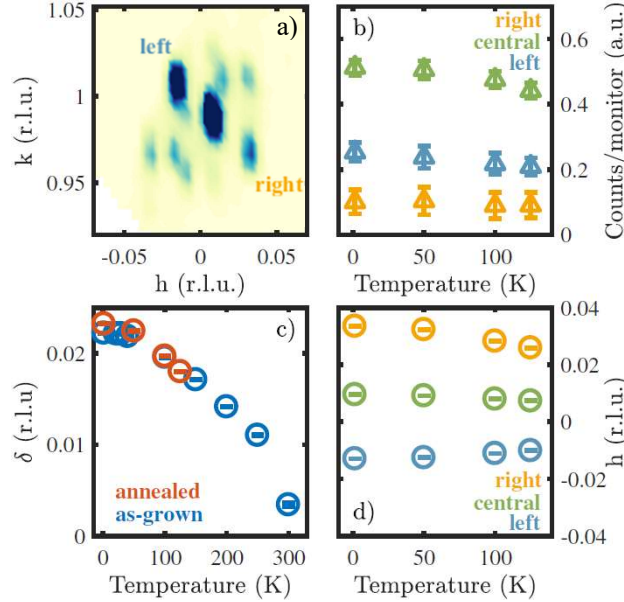 a)
left
right
1.05
1
0.95
k (r.l.u.)
-0.05 0 0.05
h (r.l.u.)
b)
right
central
left
0.6
0.4
0.2
0
Counts/monitor (a.u.)
0 50 100
Temperature (K)
c)
annealed
as-grown
0.02
0.01
0
δ (r.l.u)
0 100 200 300
Temperature (K)
d)
right
central
left
0.04
0.02
0
-0.02
-0.04
h (r.l.u.)
0 50 100
Temperature (K)